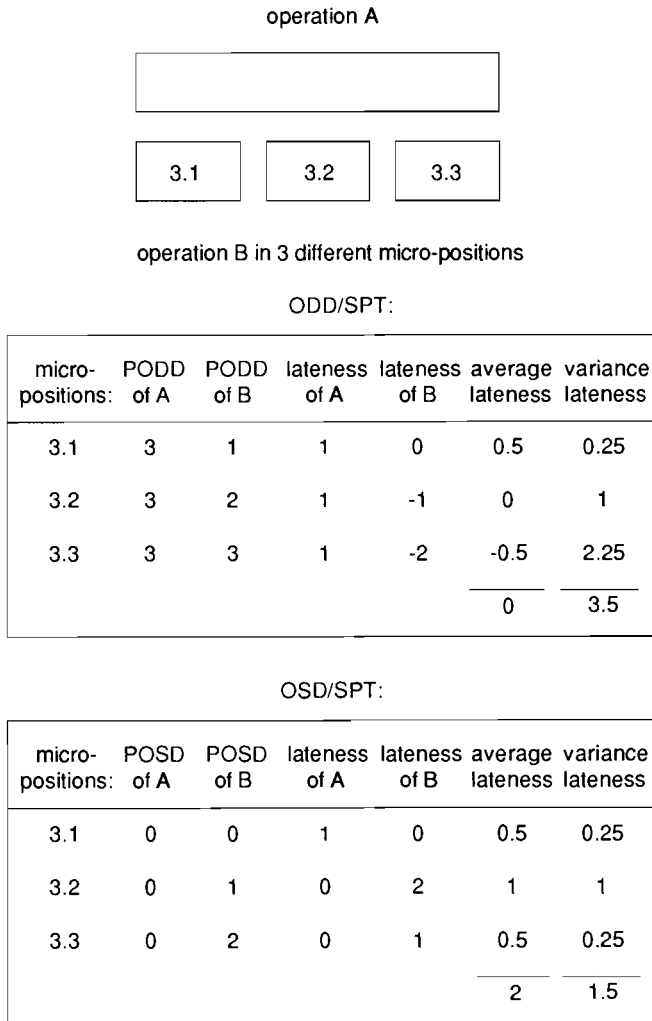 operation A
3.1 3.2 3.3
operation B in 3 different micro-positions
ODD/SPT:
micro- PODD PODD lateness lateness average variance
positions: of A of B of A of B lateness lateness
3.1 3 1 1 0 0.5 0.25
3.2 3 2 1 -1 0 1
3.3 3 3 1 -2 -0.5 2.25
0 3.5
OSD/SPT:
micro- POSD POSD lateness lateness average variance
positions: of A of B of A of B lateness lateness
3.1 0 0 1 0 0.5 0.25
3.2 0 1 0 2 1 1
3.3 0 2 0 1 0.5 0.25
2 1.5